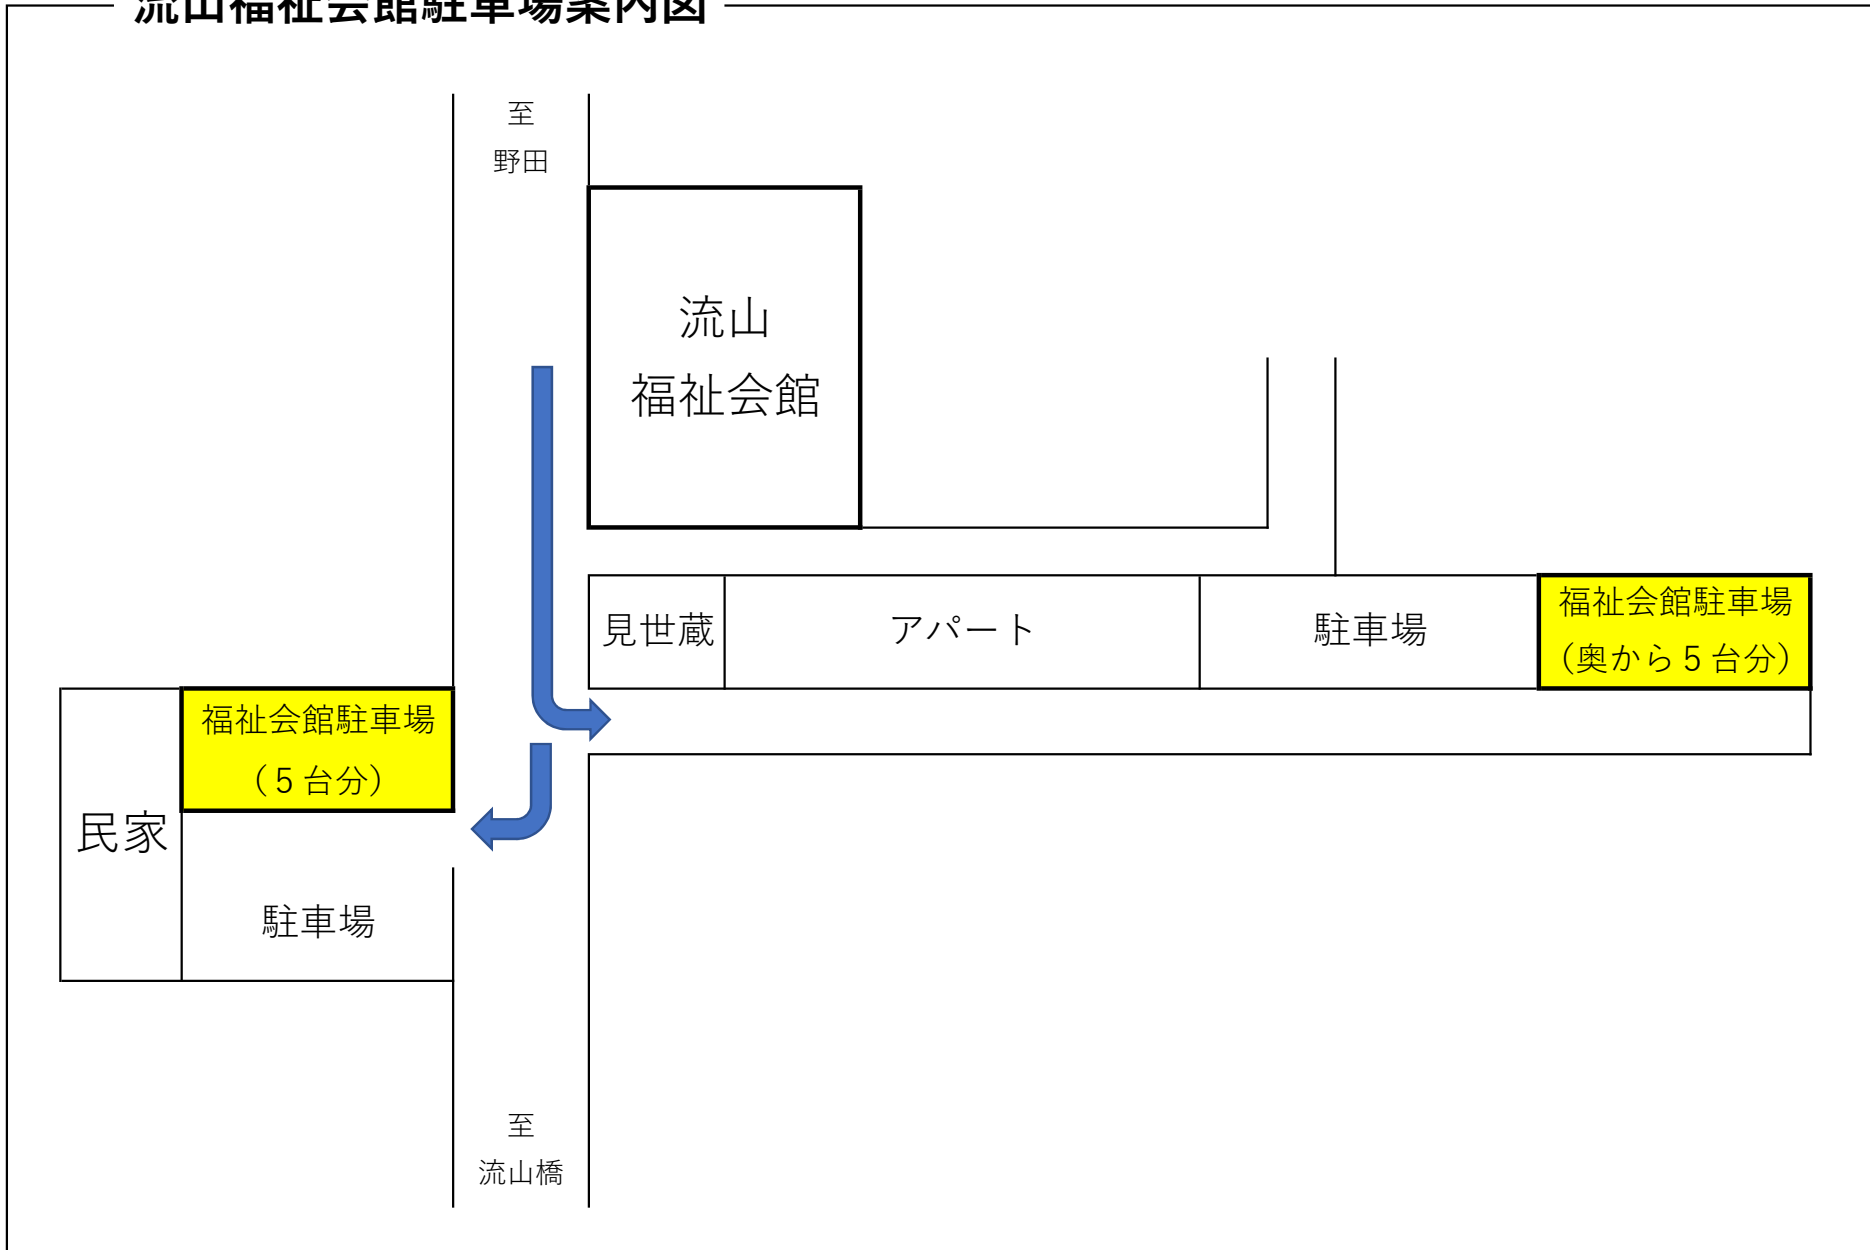 流山福祉会館駐車場案内図
至
野田
流山
福祉会館
見世蔵
アパート
駐車場
福祉会館駐車場
（奥から５台分）
福祉会館駐車場
（５台分）
民家
駐車場
至
流山橋